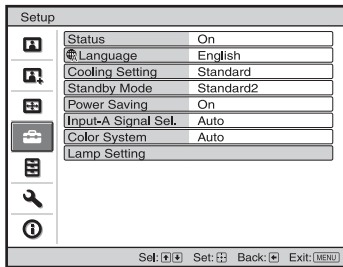 Setup
Status On
Language English
Cooling Setting Standard
Standby Mode Standard2
Power Saving On
Input-A Signal Sel. Auto
Color System Auto
Lamp Setting
Sel: Set: Back: Exit: MENU